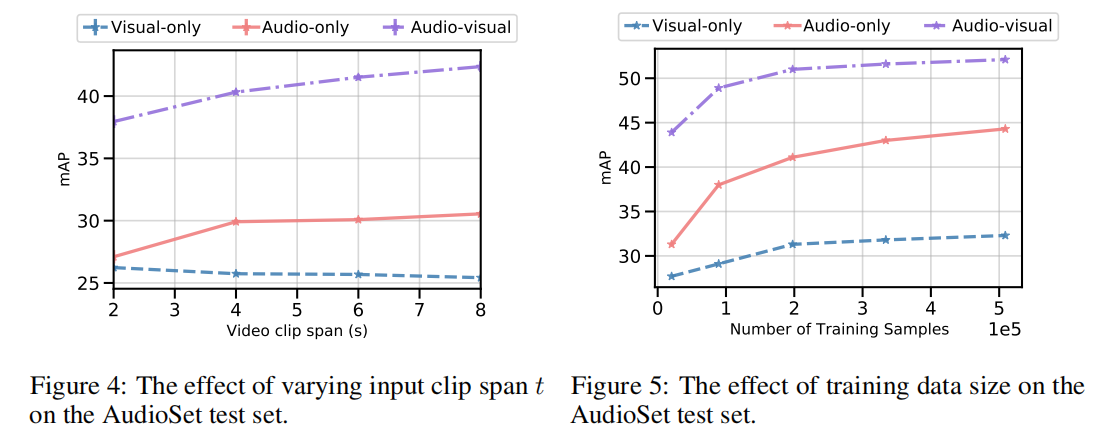 Visual-only Audio-only Audio-visual
mAP
40
35
30
25
2 3 4 5 6 7 8
Video clip span (s)
Figure 4: The effect of varying input clip span t
on the AudioSet test set.
Visual-only Audio-only Audio-visual
mAP
50
45
40
35
30
0 1 2 3 4 5
Number of Training Samples 1e5
Figure 5: The effect of training data size on the
AudioSet test set.